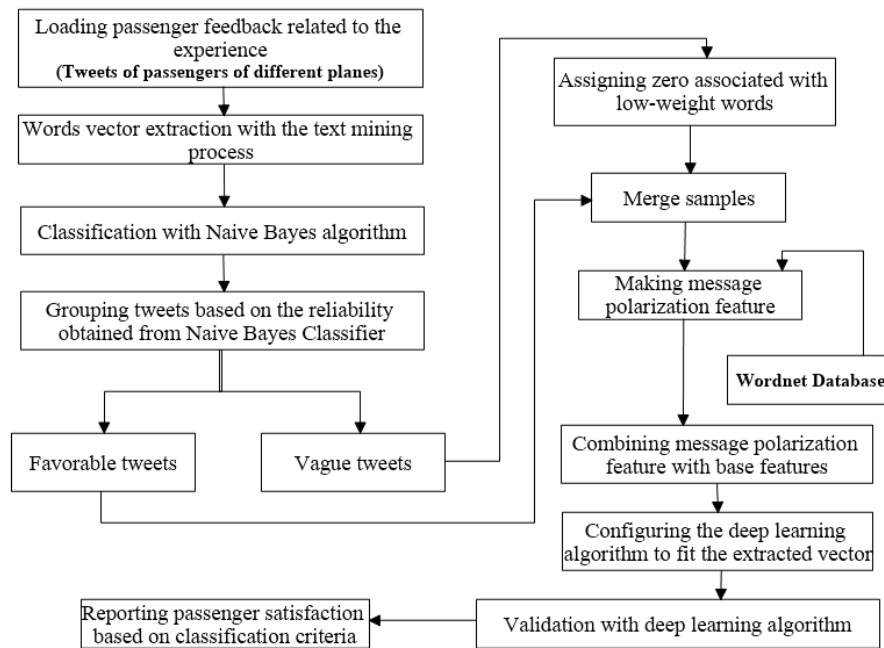 Loading passenger feedback related to the
experience
(Tweets of passengers of different planes)
Words vector extraction with the text mining
process
Classification with Naive Bayes algorithm
Grouping tweets based on the reliability
obtained from Naive Bayes Classifier
Favorable tweets
Vague tweets
Assigning zero associated with
low-weight words
Merge samples
Making message
polarization feature
Wordnet Database
Combining message polarization
feature with base features
Configuring the deep learning
algorithm to fit the extracted vector
Validation with deep learning algorithm
Reporting passenger satisfaction
based on classification criteria